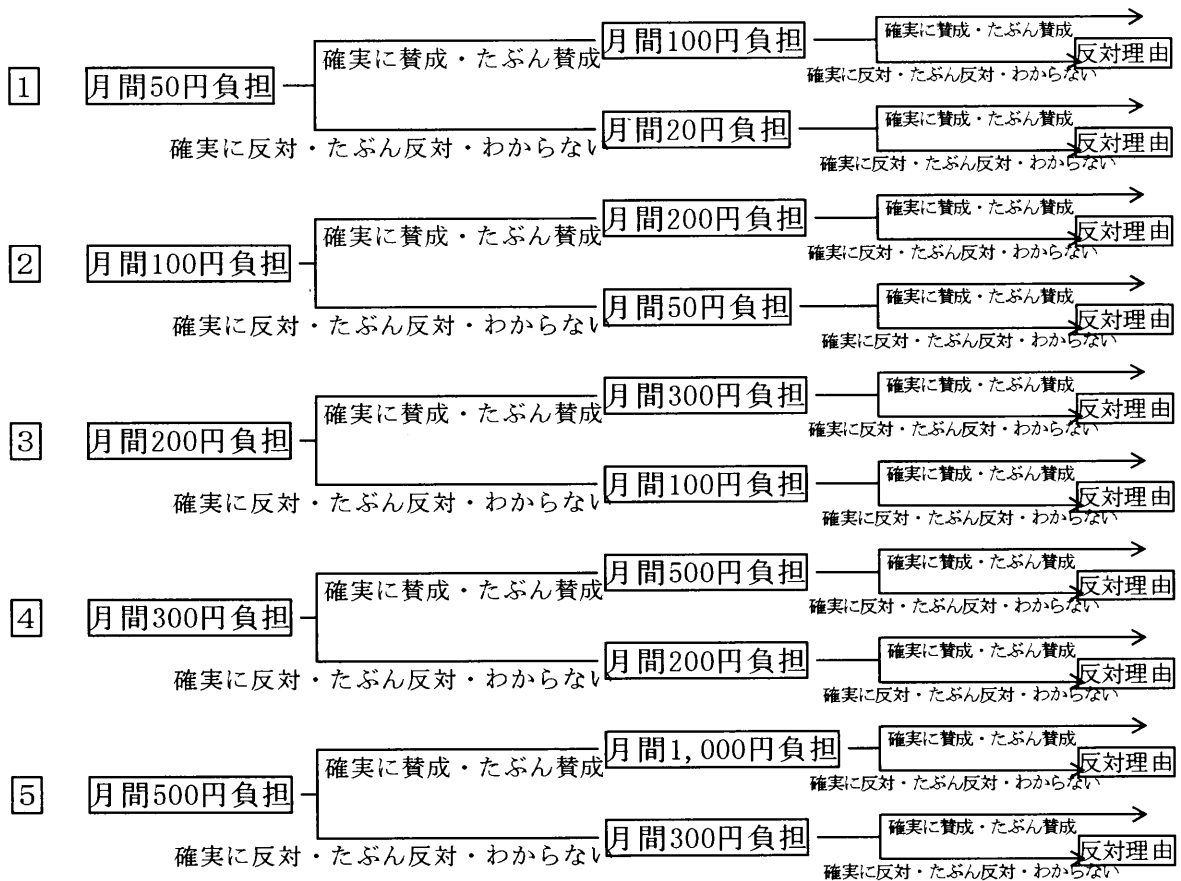 確実に賛成・たぶん賛成
月間100円負担
確実に賛成・たぶん賛成
確実に反対・たぶん反対・わからない
反対理由
1
月間50円負担
確実に反対・たぶん反対・わからない
月間20円負担
確実に賛成・たぶん賛成
確実に反対・たぶん反対・わからない
反対理由
確実に賛成・たぶん賛成
月間200円負担
確実に賛成・たぶん賛成
確実に反対・たぶん反対・わからない
反対理由
2
月間100円負担
確実に反対・たぶん反対・わからない
月間50円負担
確実に賛成・たぶん賛成
確実に反対・たぶん反対・わからない
反対理由
確実に賛成・たぶん賛成
月間300円負担
確実に賛成・たぶん賛成
確実に反対・たぶん反対・わからない
反対理由
3
月間200円負担
確実に反対・たぶん反対・わからない
月間100円負担
確実に賛成・たぶん賛成
確実に反対・たぶん反対・わからない
反対理由
確実に賛成・たぶん賛成
月間500円負担
確実に賛成・たぶん賛成
確実に反対・たぶん反対・わからない
反対理由
4
月間300円負担
確実に反対・たぶん反対・わからない
月間200円負担
確実に賛成・たぶん賛成
確実に反対・たぶん反対・わからない
反対理由
確実に賛成・たぶん賛成
月間1,000円負担
確実に賛成・たぶん賛成
確実に反対・たぶん反対・わからない
反対理由
5
月間500円負担
確実に反対・たぶん反対・わからない
月間300円負担
確実に賛成・たぶん賛成
確実に反対・たぶん反対・わからない
反対理由